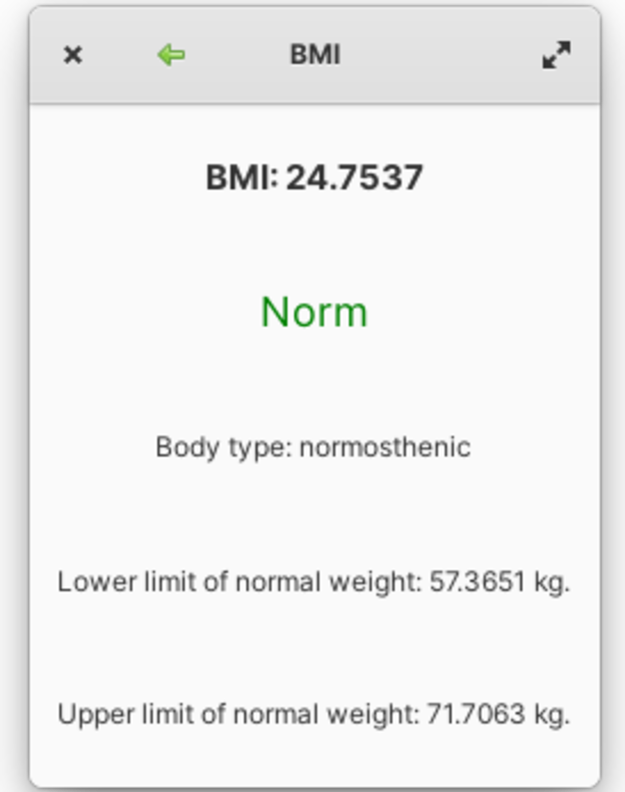 BMI
BMI: 24.7537
Norm
Body type: normosthenic
Lower limit of normal weight: 57.3651 kg.
Upper limit of normal weight: 71.7063 kg.